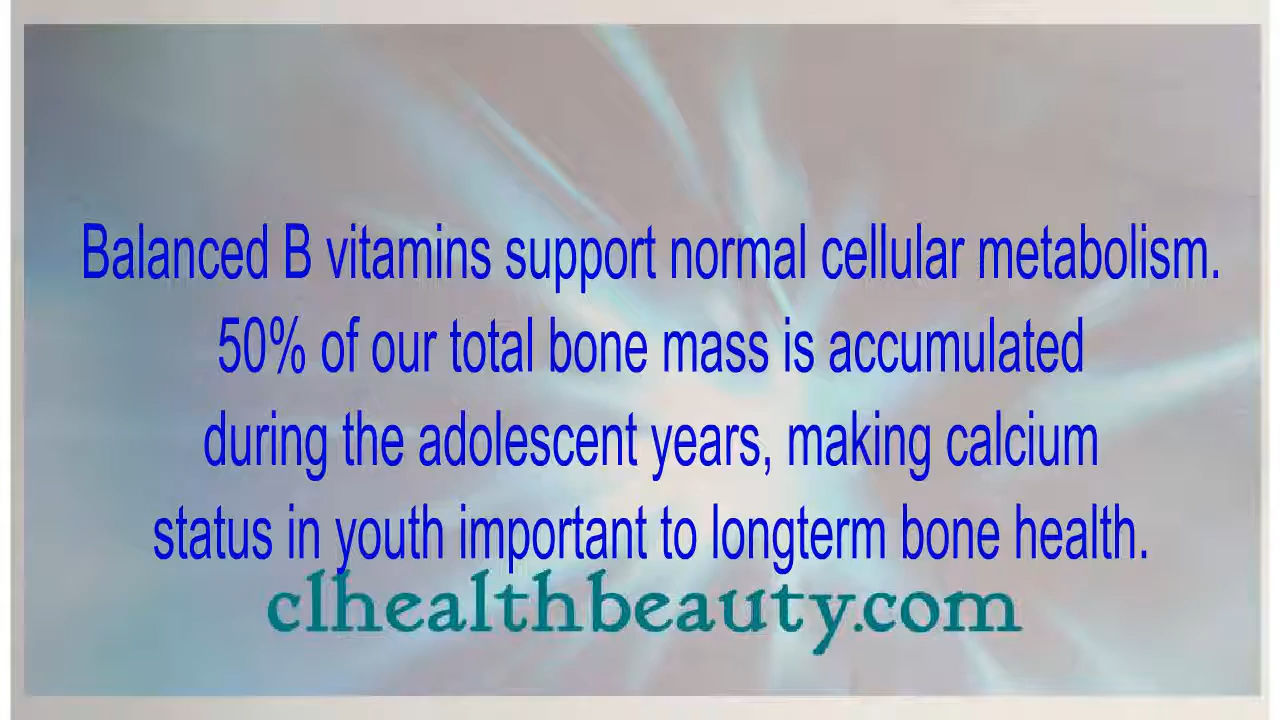 Balanced B vitamins support normal cellular metabolism.
50% of our total bone mass is accumulated
during the adolescent years, making calcium
status in youth important to longterm bone health.
clhealthbeauty.com